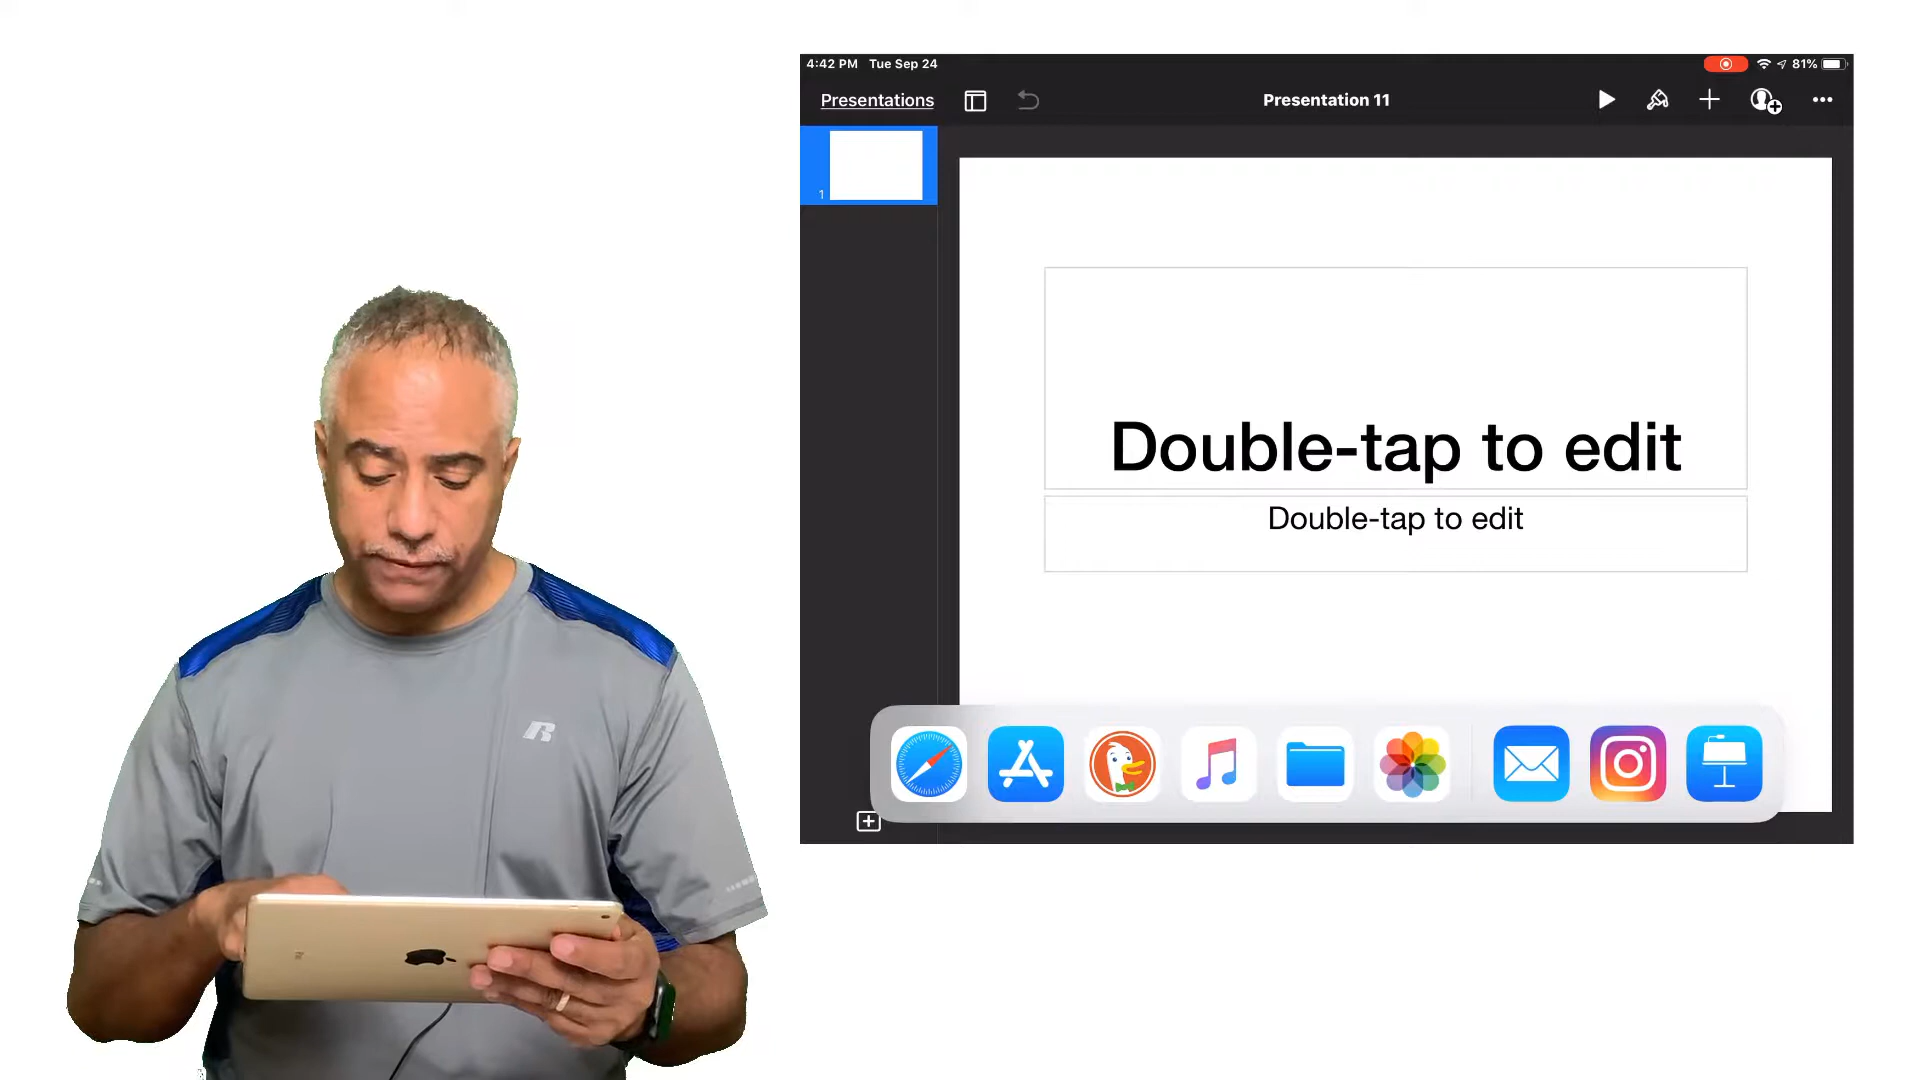 4:42 PM Tue Sep 24
81%
Presentations
Presentation 11
1
Double-tap to edit
Double-tap to edit
R